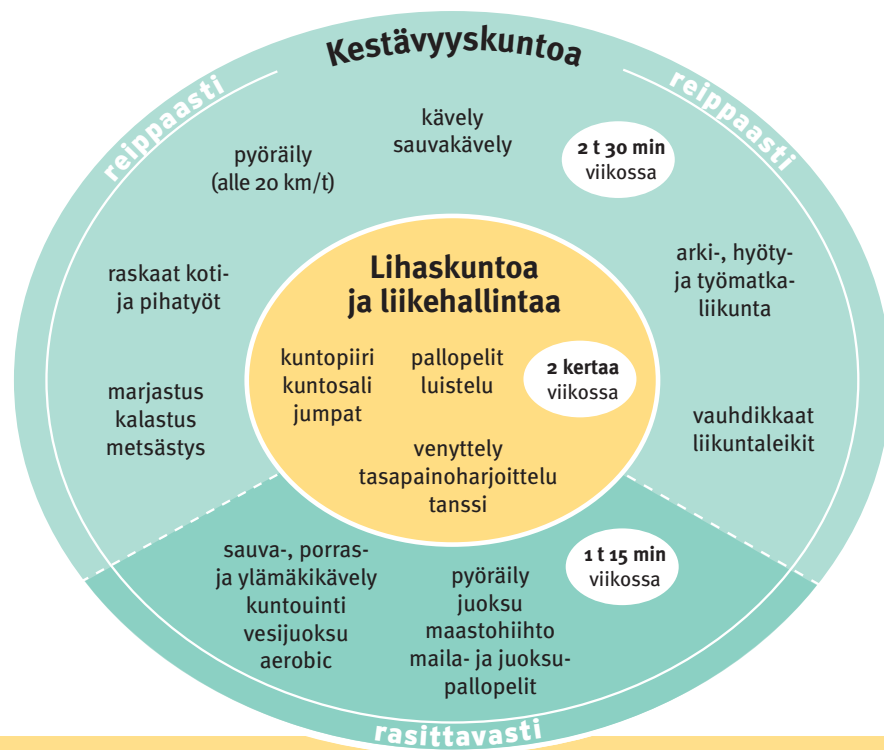 Kestävyyskuntoa
reippaasti
reippaasti
kävely
sauvakävely
2 t 30 min
viikossa
pyöräily
(alle 20 km/t)
arki-, hyöty-
ja työmatka-
liikunta
raskaat koti-
ja pihatyöt
marjastus
kalastus
metsästys
vauhdikkaat
liikuntaleikit
Lihaskuntoa
ja liikehallintaa
kuntopiiri
kuntosali
jumpat
pallopelit
luistelu
2 kertaa
viikossa
venyttely
tasapainoharjoittelu
tanssi
sauva-, porras-
ja ylämäkikävely
kuntouinti
vesijuoksu
aerobic
pyöräily
juoksu
maastohiihto
maila- ja juoksu-
pallopelit
1 t 15 min
viikossa
rasittavasti